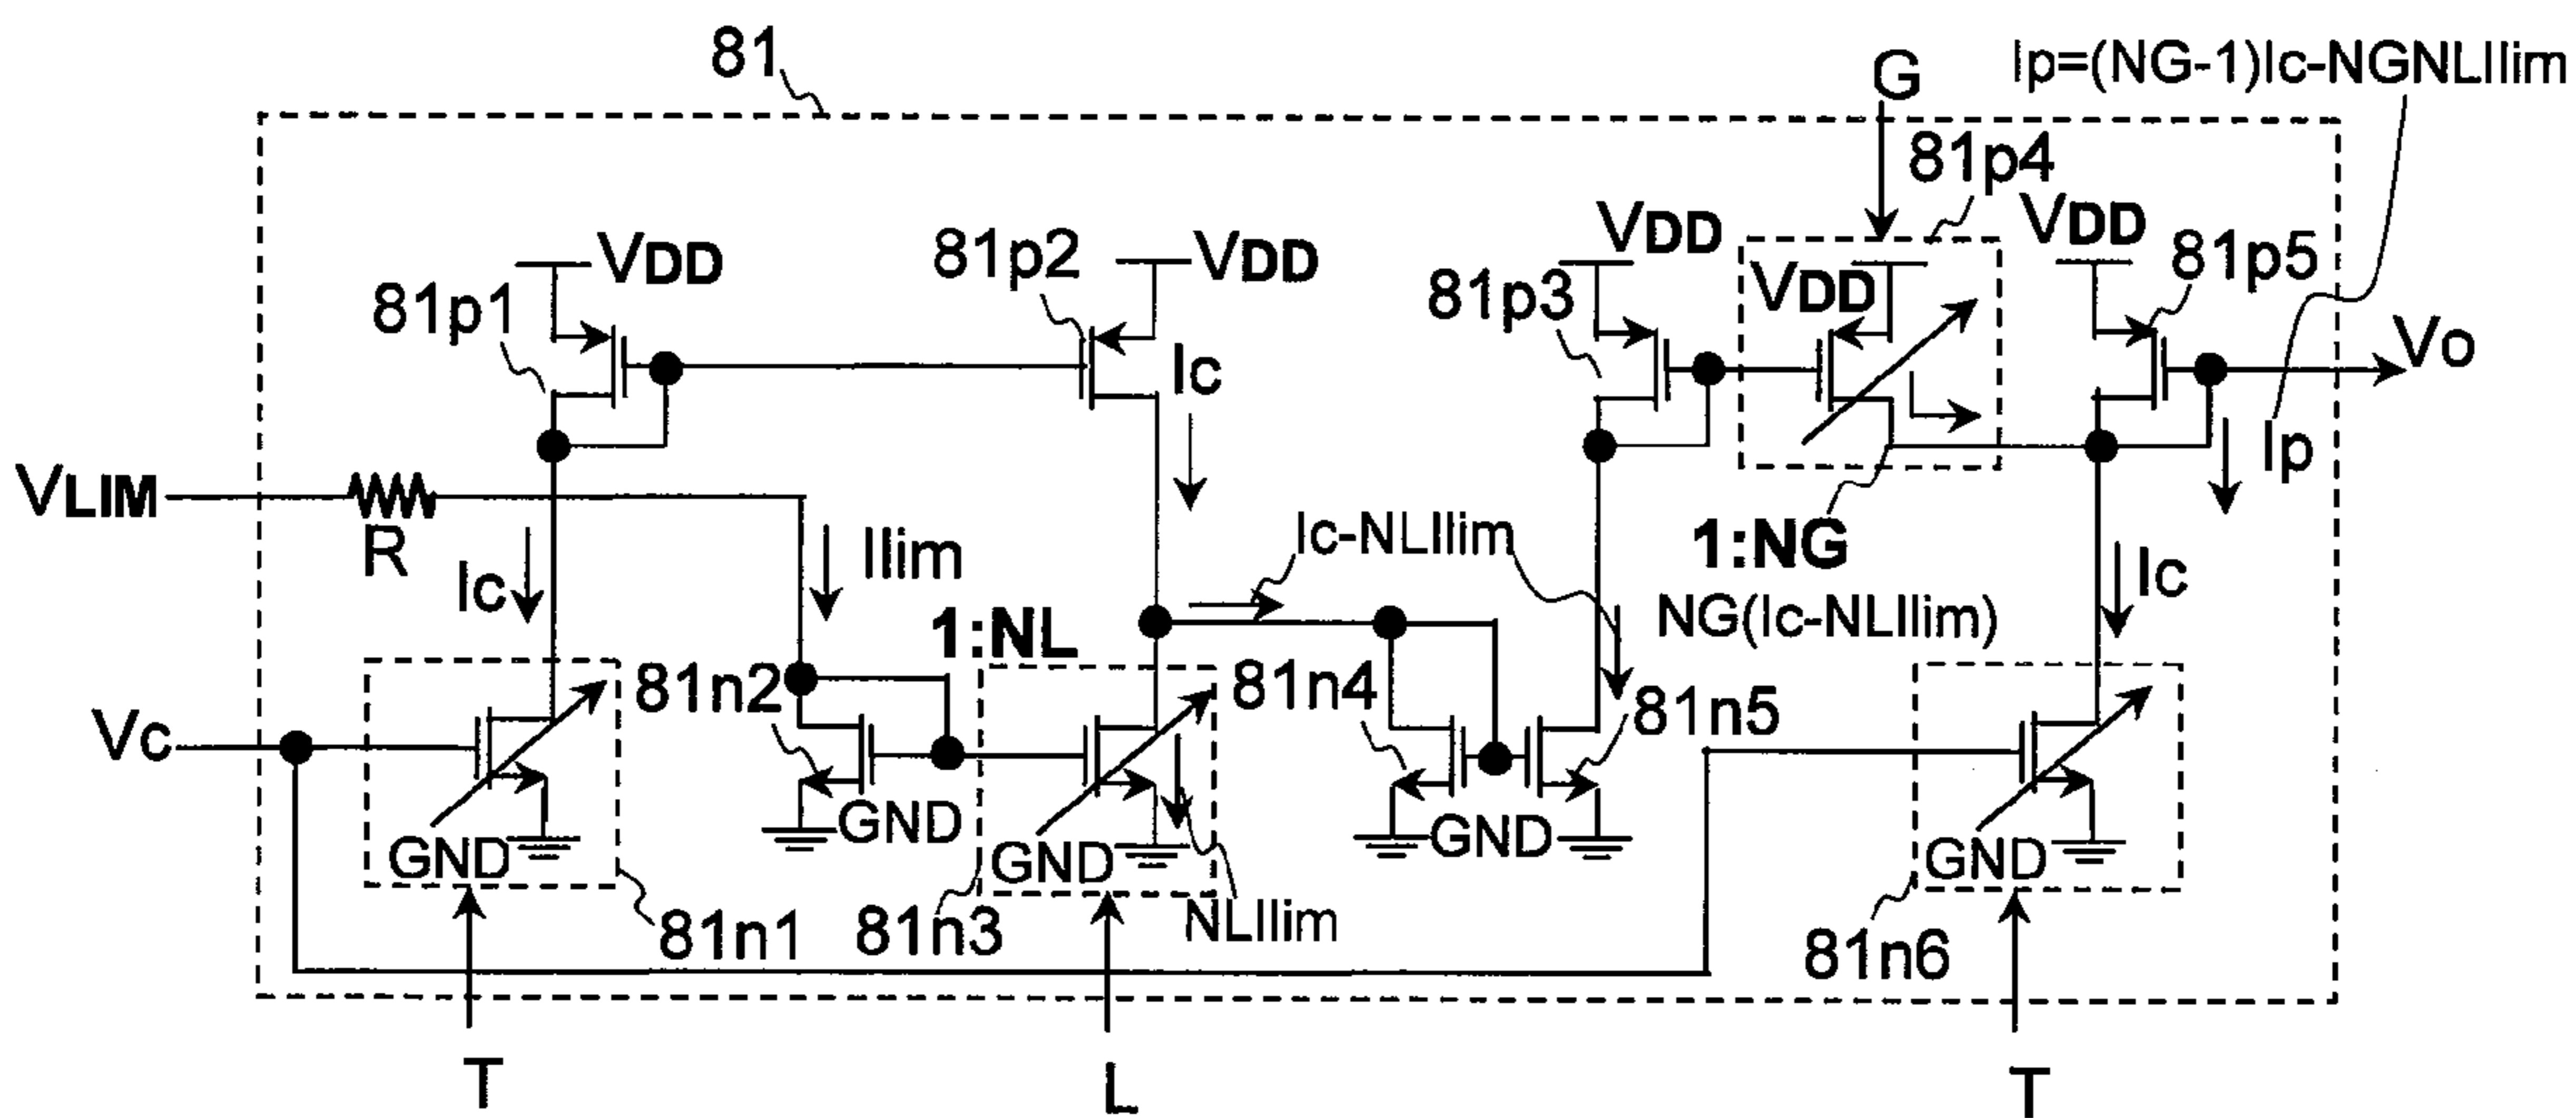 81
G
Ip=(NG-1)Ic-NGNLIlim
81p4
VDD
81p2
VDD
VDD
VDD
81p5
81p1
81p3
VDD
Ic
Vo
VLIM
R
Ip
Ic
Ilim
Ic-NLIlim
1:NG
Ic
1:NL
NG(Ic-NLIlim)
81n2
81n4
81n5
Vc
GND
GND
GND
GND
GND
81n1
81n3
NLIlim
81n6
T
L
T